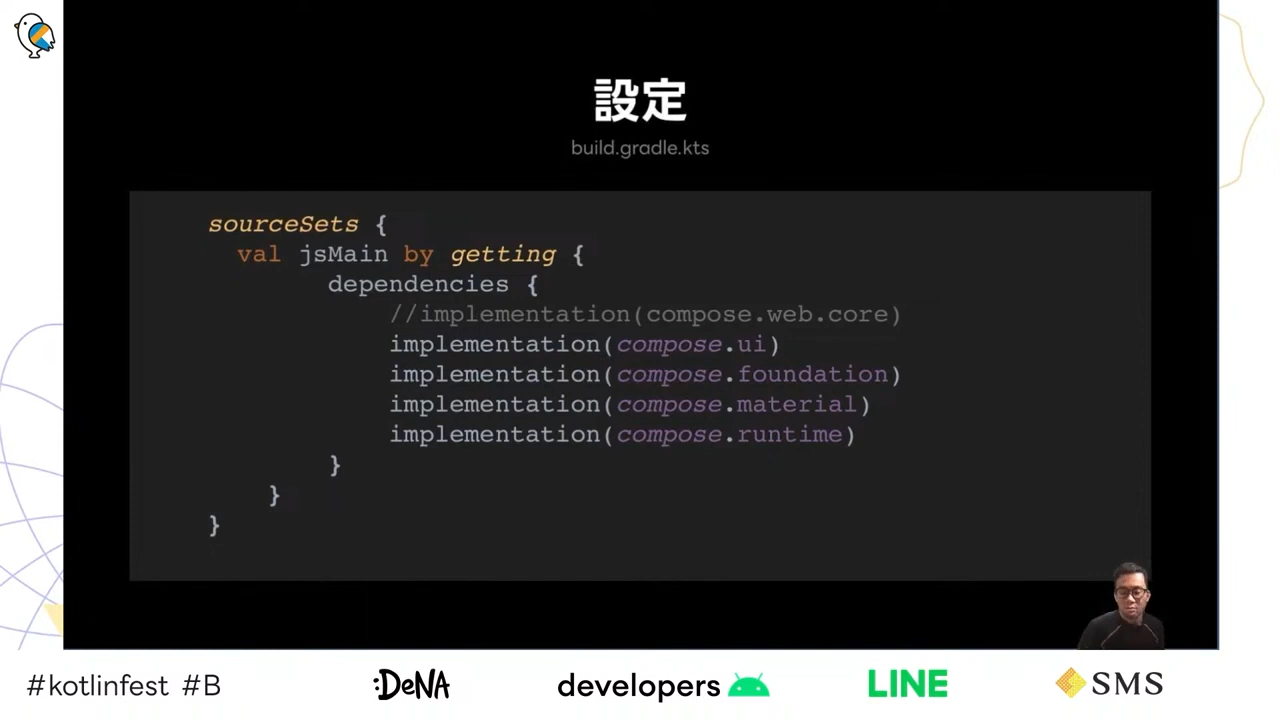 設定
build.gradle.kts
sourceSets {
val jsMain by getting {
dependencies {
//implementation(compose.web.core)
implementation(compose.ui)
implementation(compose.foundation)
implementation(compose.material)
implementation(compose.runtime)
}
}
}
#kotlinfest #B
:DeNA
developers
LINE
SMS